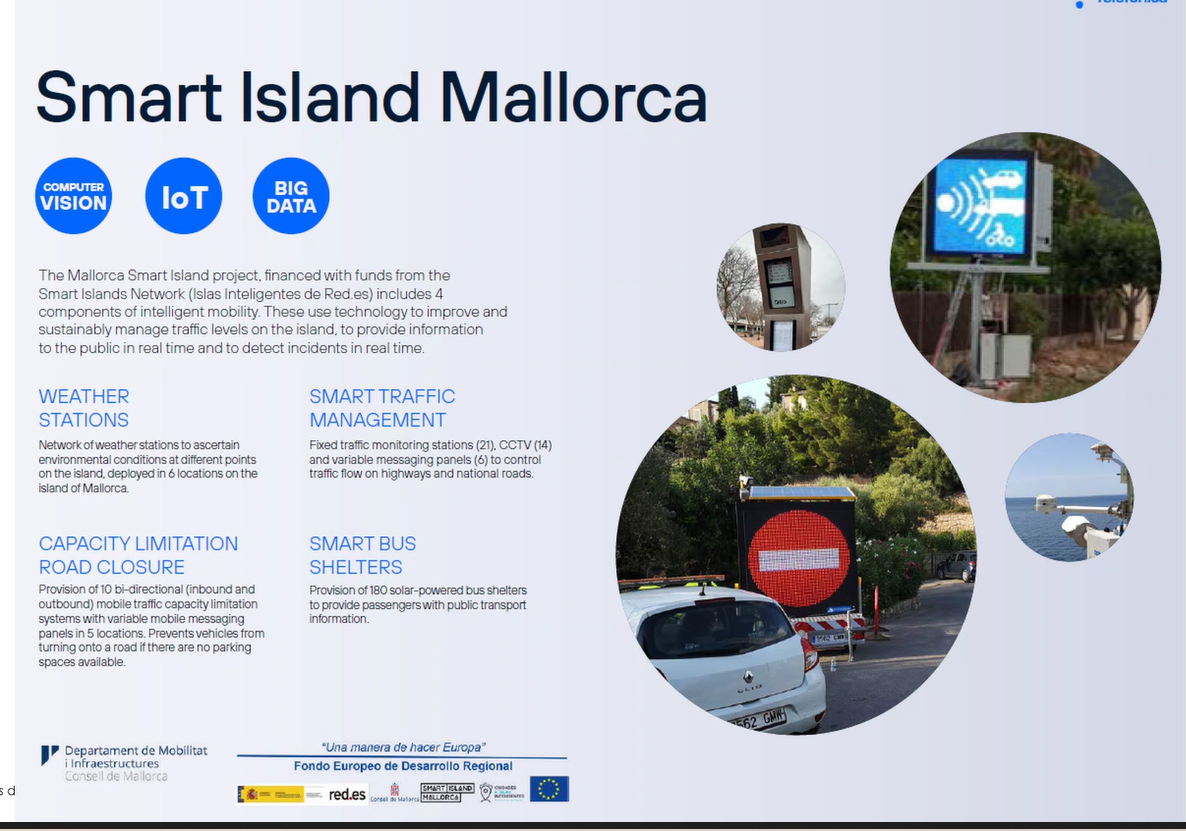 Telefónica
Smart Island Mallorca
COMPUTER
VISION
IoT
BIG
DATA
The Mallorca Smart Island project, financed with funds from the
Smart Islands Network (Islas Inteligentes de Red.es) includes 4
components of intelligent mobility. These use technology to improve and
sustainably manage traffic levels on the island, to provide information
to the public in real time and to detect incidents in real time.
WEATHER
STATIONS
Network of weather stations to ascertain
environmental conditions at different points
on the island, deployed in 6 locations on the
island of Mallorca.
SMART TRAFFIC
MANAGEMENT
Fixed traffic monitoring stations (21), CCTV (14)
and variable messaging panels (6) to control
traffic flow on highways and national roads.
CAPACITY LIMITATION
ROAD CLOSURE
Provision of 10 bi-directional (inbound and
outbound) mobile traffic capacity limitation
systems with variable mobile messaging
panels in 5 locations. Prevents vehicles from
turning onto a road if there are no parking
spaces available.
SMART BUS
SHELTERS
Provision of 180 solar-powered bus shelters
to provide passengers with public transport
information.
CLIO
562 GMW
Departament de Mobilitat
i Infraestructures
Consell de Mallorca
"Una manera de hacer Europa"
Fondo Europeo de Desarrollo Regional
red.es
Consell de Mallorca
SMART ISLAND
MALLORCA
s d